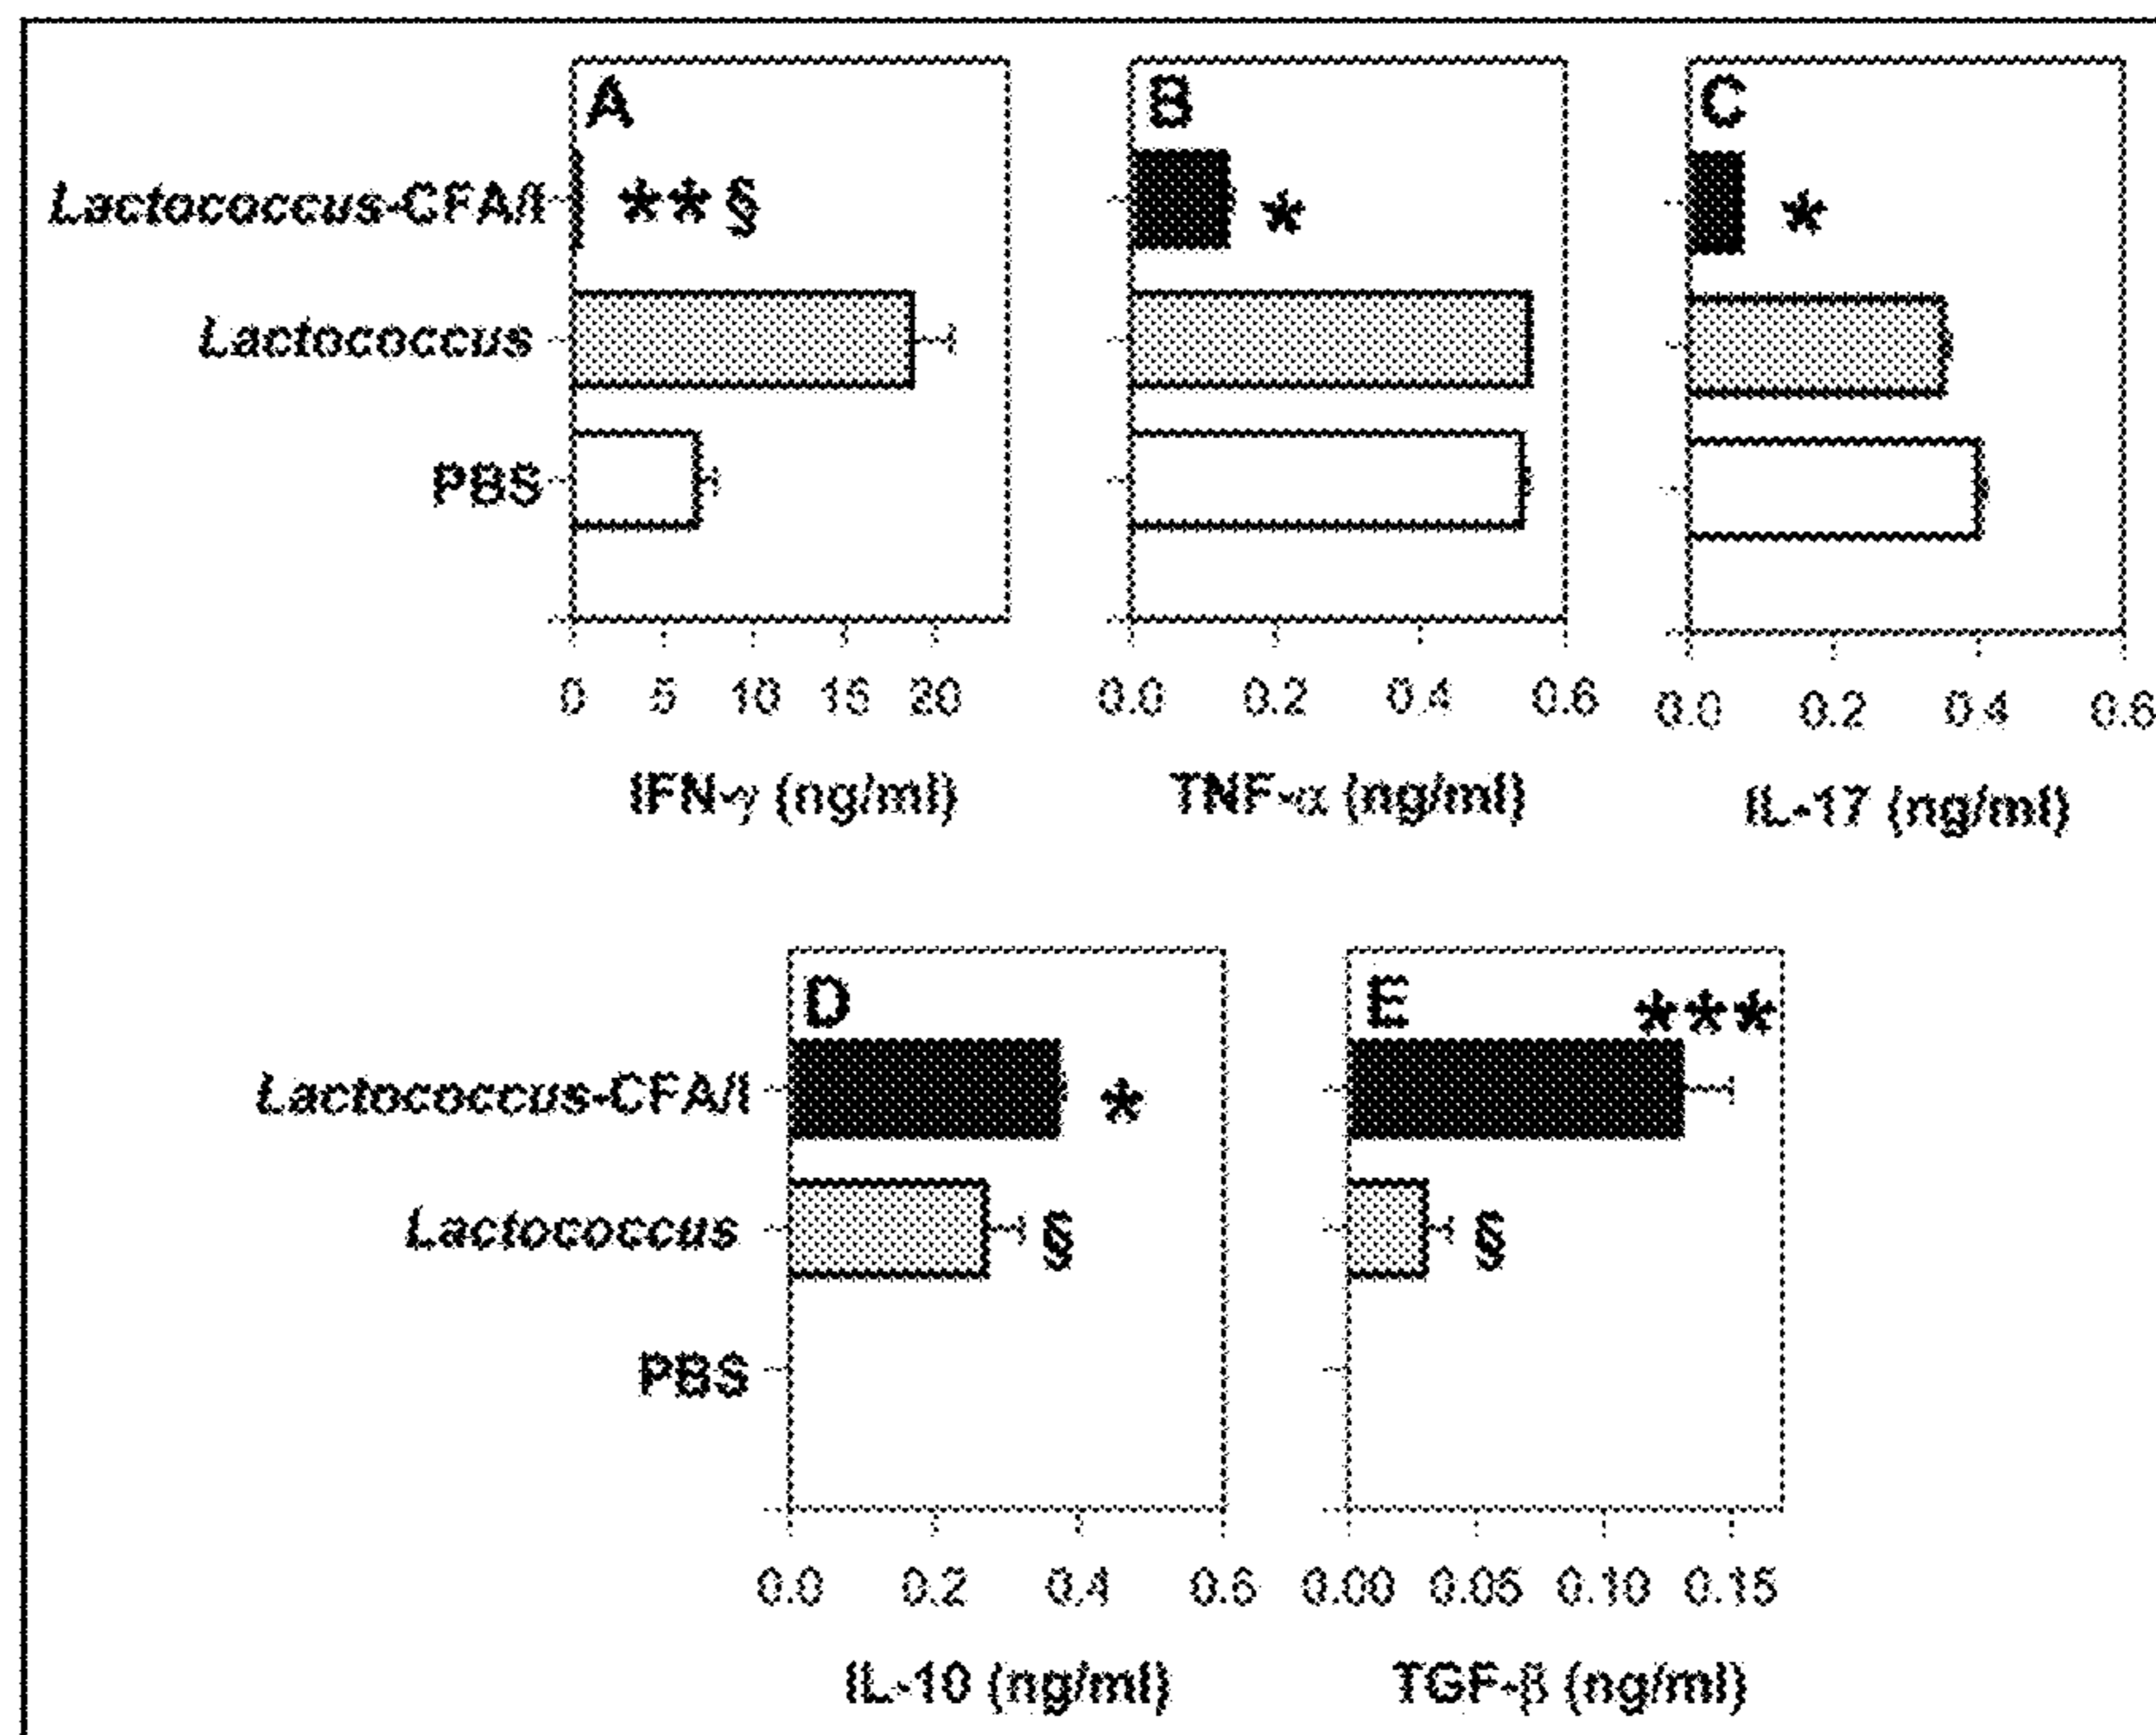 A B C
Lactococcus-CFA/I **§ * *
Lactococcus
PBS
0 5 10 15 20 0.0 0.2 0.4 0.6 0.0 0.2 0.4 0.6
IFN-γ (ng/ml) TNF-α (ng/ml) IL-17 (ng/ml)
D E ***
Lactococcus-CFA/I *
Lactococcus § §
PBS
0.0 0.2 0.4 0.6 0.00 0.05 0.10 0.15
IL-10 (ng/ml) TGF-β (ng/ml)